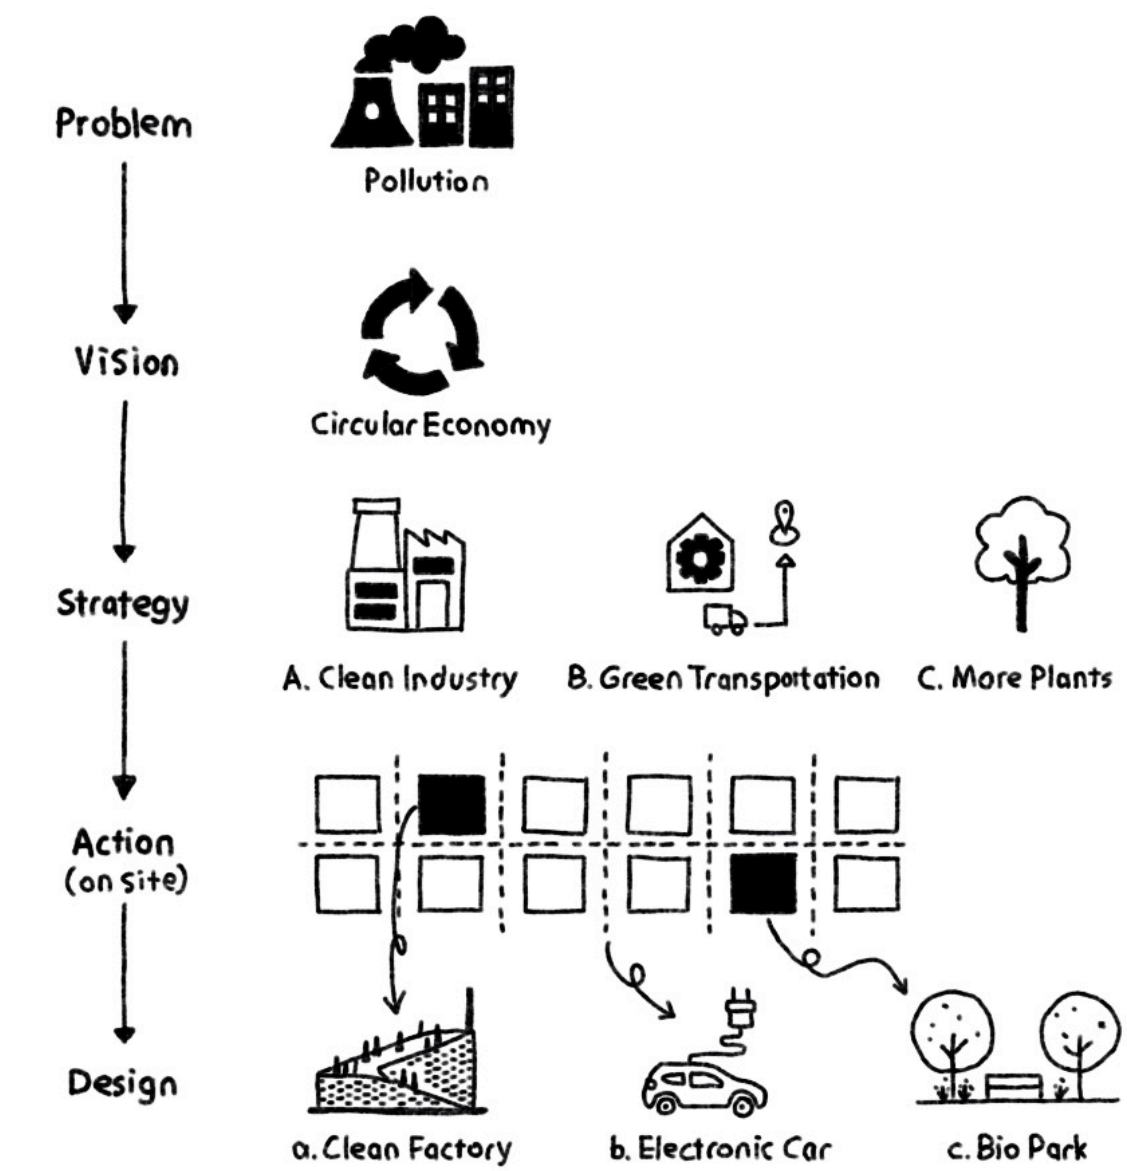 Problem
Pollution
Vision
Circular Economy
Strategy
A. Clean Industry
B. Green Transportation
C. More Plants
Action
(on site)
Design
a. Clean Factory
b. Electronic Car
c. Bio Park